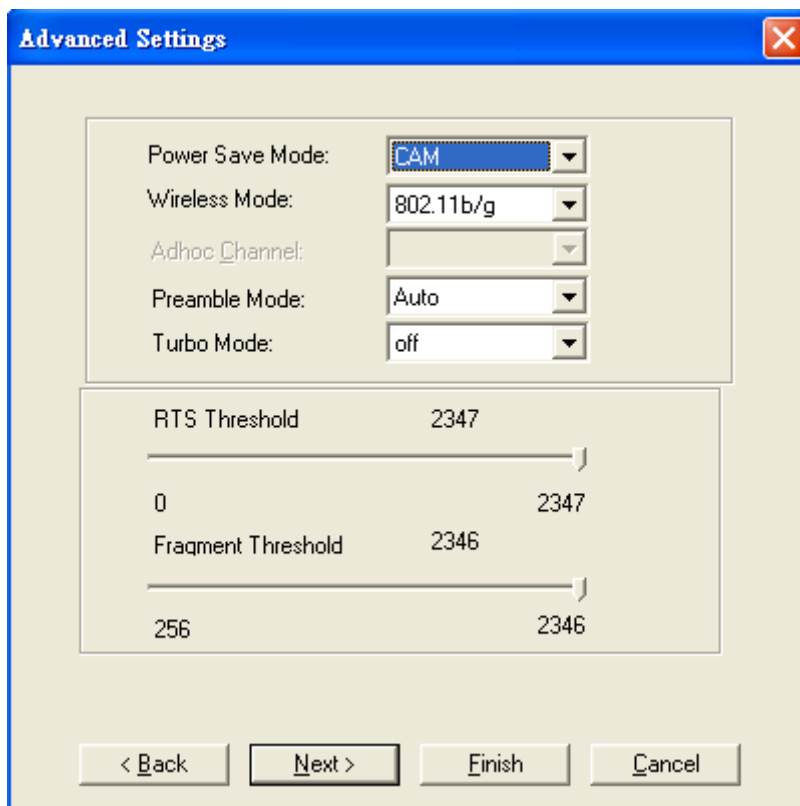 Advanced Settings
Power Save Mode: CAM
Wireless Mode: 802.11b/g
Adhoc Channel:
Preamble Mode: Auto
Turbo Mode: off
RTS Threshold 2347
0 2347
Fragment Threshold 2346
256 2346
< Back Next > Finish Cancel